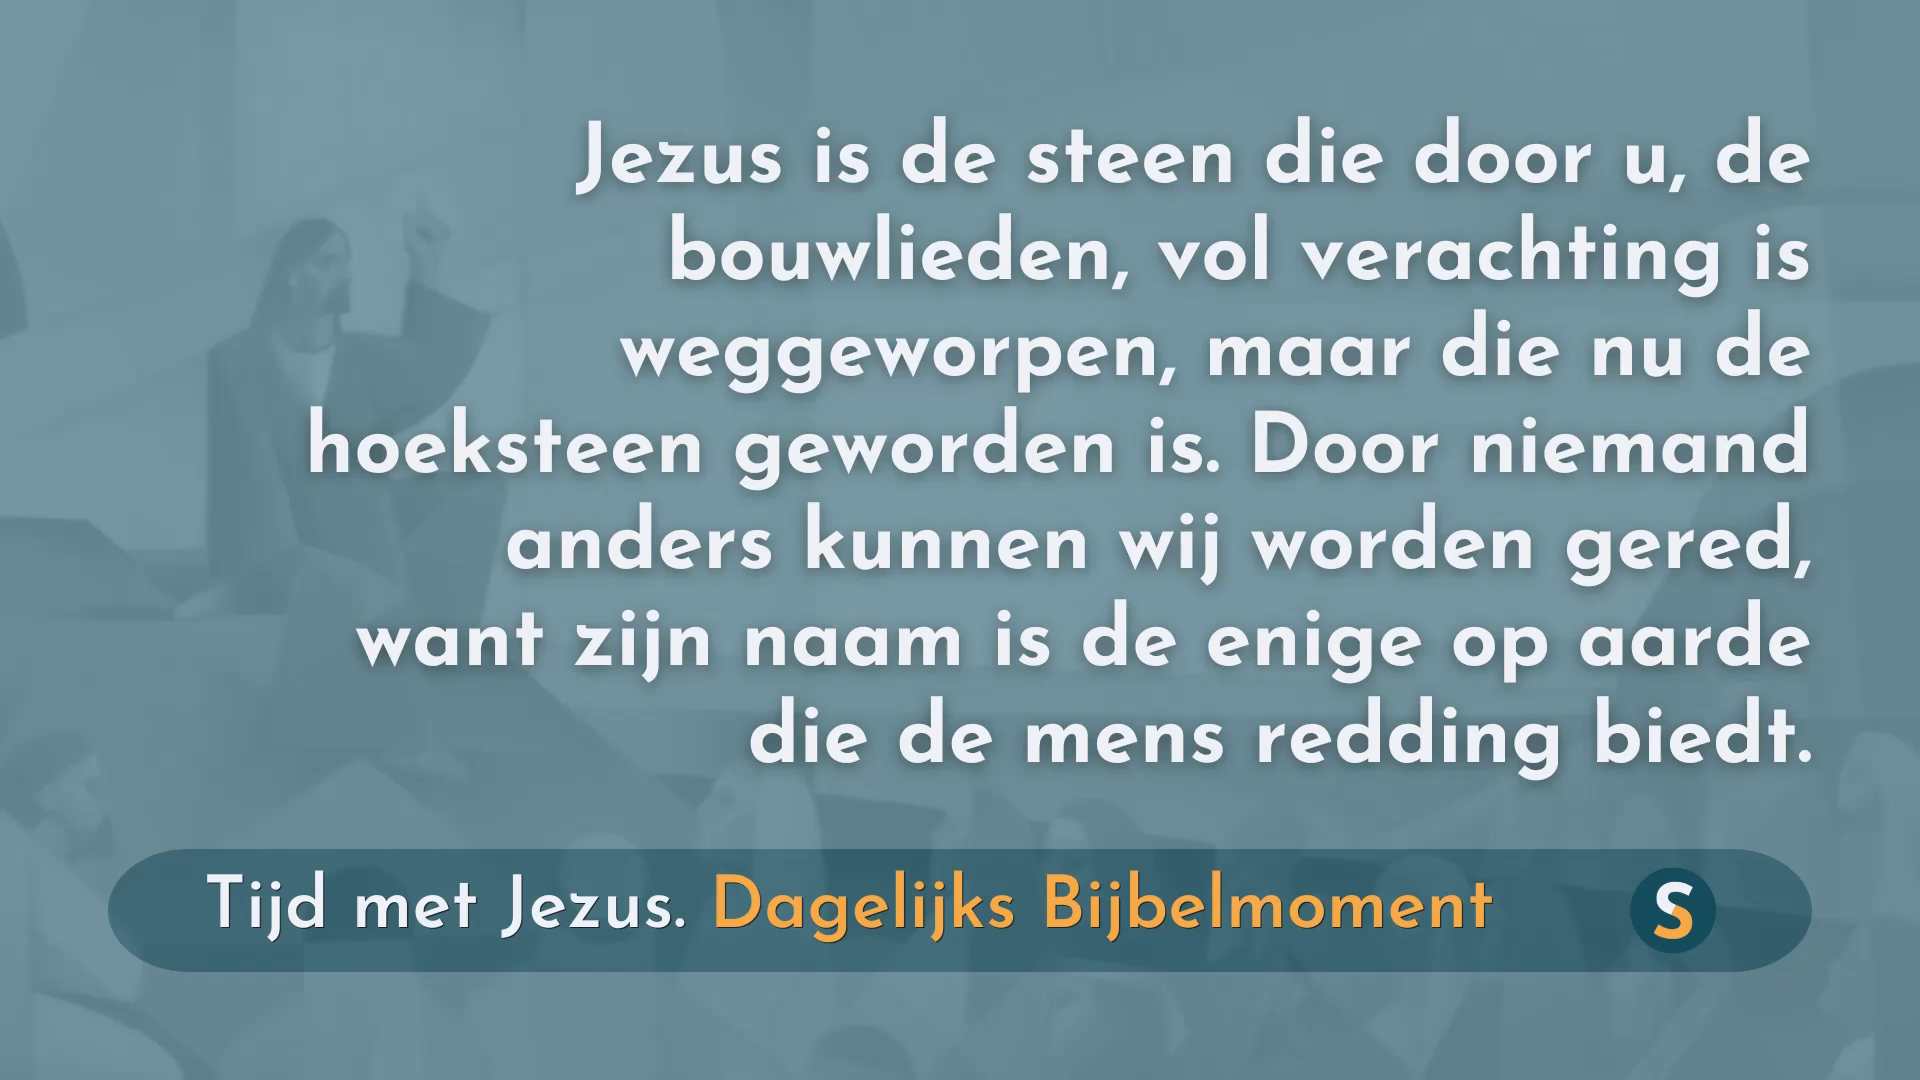 Jezus is de steen die door u, de
bouwlieden, vol verachting is
weggeworpen, maar die nu de
hoeksteen geworden is. Door niemand
anders kunnen wij worden gered,
want zijn naam is de enige op aarde
die de mens redding biedt.
Tijd met Jezus. Dagelijks Bijbelmoment
S